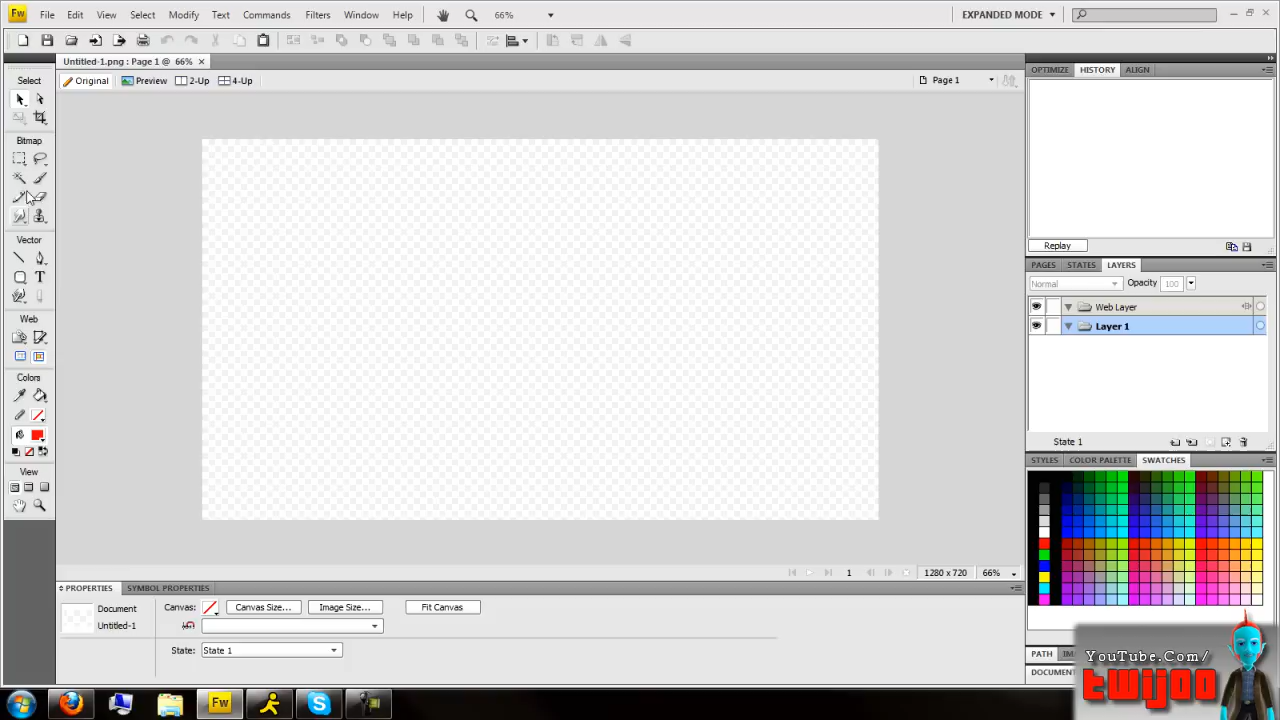 Fw File Edit View Select Modify Text Commands Filters Window Help 66% EXPANDED MODE
Untitled-1.png : Page 1 @ 66%
Original Preview 2-Up 4-Up Page 1
Select
Bitmap
Vector
T
Web
Colors
View
OPTIMIZE HISTORY ALIGN
Replay
PAGES STATES LAYERS
Normal Opacity 100
Web Layer
Layer 1
State 1
STYLES COLOR PALETTE SWATCHES
1 1280 x 720 66%
PROPERTIES SYMBOL PROPERTIES
Document
Untitled-1
Canvas: Canvas Size... Image Size... Fit Canvas
State: State 1
PATH
DOCUMENT
YouTube.Com/
twijoo
Fw